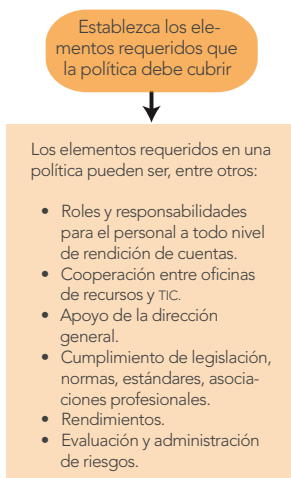 Establezca los ele-
mentos requeridos que
la política debe cubrir
Los elementos requeridos en una
política pueden ser, entre otros:
• Roles y responsabilidades
para el personal a todo nivel
de rendición de cuentas.
• Cooperación entre oficinas
de recursos y TIC.
• Apoyo de la dirección
general.
• Cumplimiento de legislación,
normas, estándares, asocia-
ciones profesionales.
• Rendimientos.
• Evaluación y administración
de riesgos.